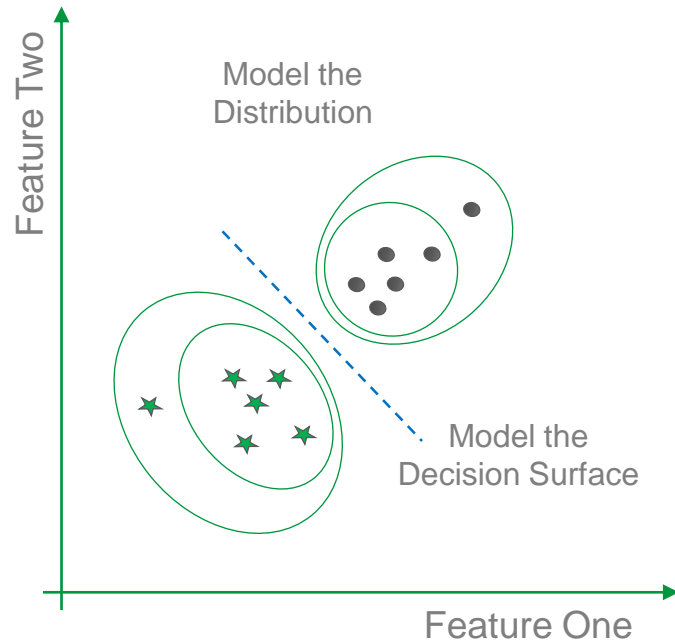 Feature Two
Model the
Distribution
Model the
Decision Surface
Feature One